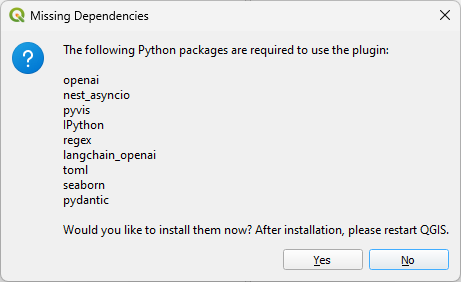 Missing Dependencies
The following Python packages are required to use the plugin:
openai
nest_asyncio
pyvis
IPython
regex
langchain_openai
toml
seaborn
pydantic
Would you like to install them now? After installation, please restart QGIS.
Yes
No